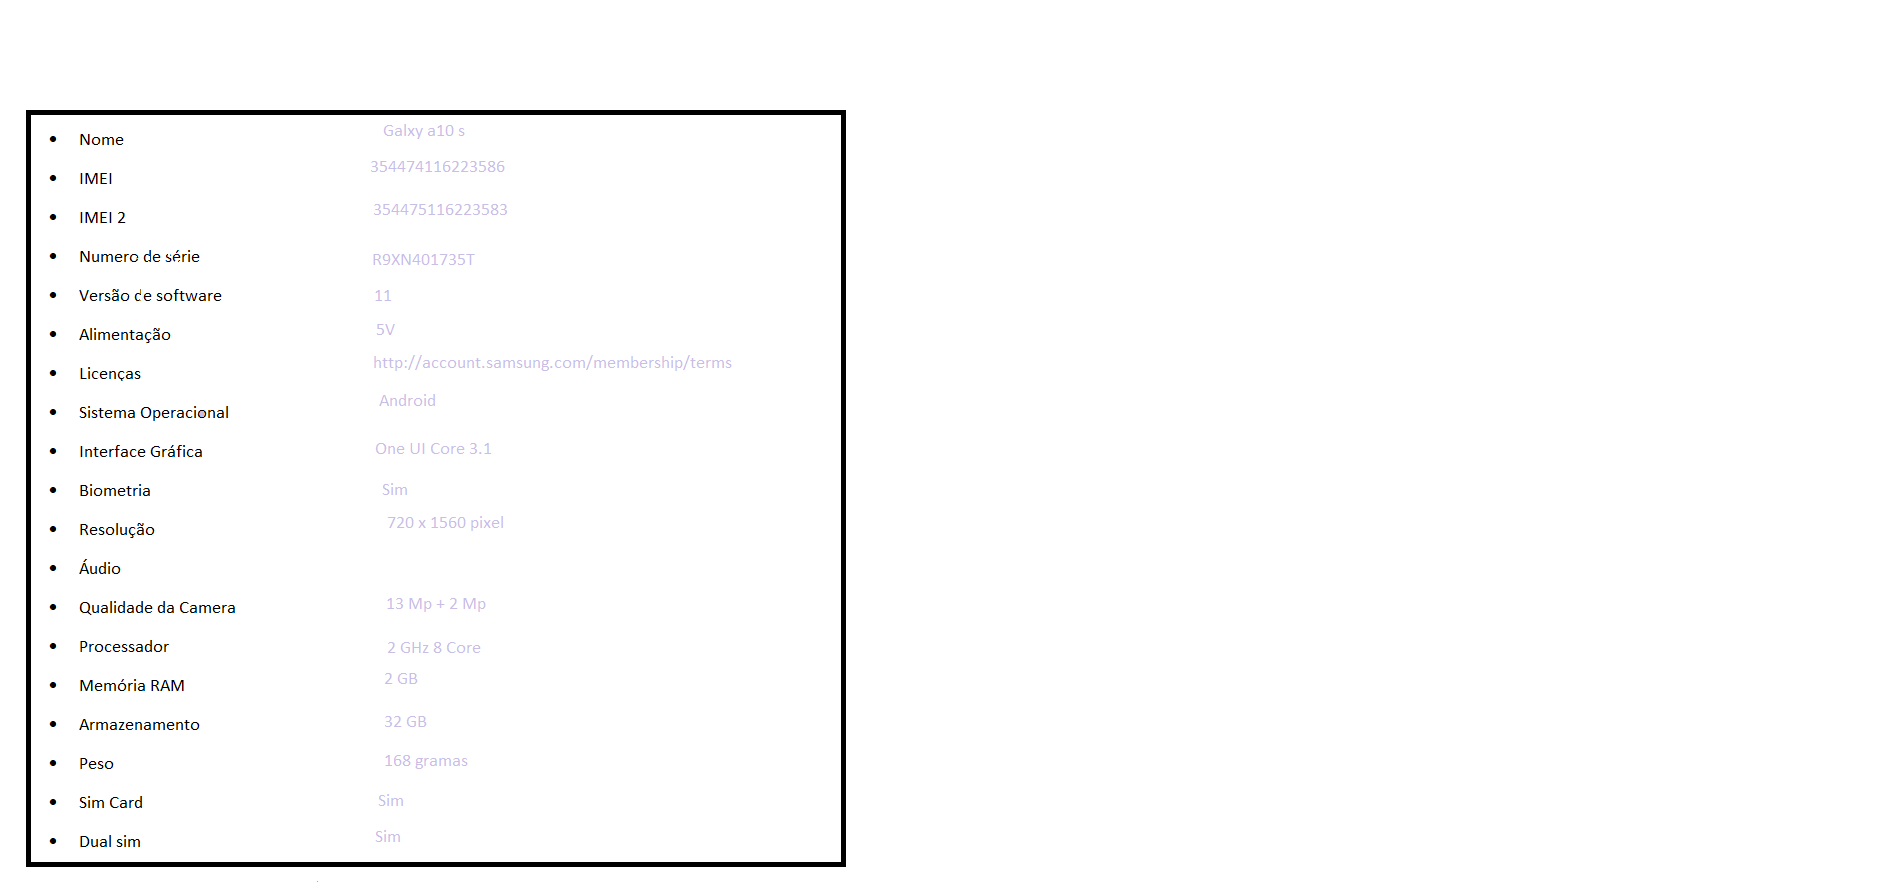 • Nome Galxy a10 s
• IMEI 354474116223586
• IMEI 2 354475116223583
• Numero de série R9XN401735T
• Versão de software 11
• Alimentação 5V
• Licenças http://account.samsung.com/membership/terms
• Sistema Operacional Android
• Interface Gráfica One UI Core 3.1
• Biometria Sim
• Resolução 720 x 1560 pixel
• Áudio
• Qualidade da Camera 13 Mp + 2 Mp
• Processador 2 GHz 8 Core
• Memória RAM 2 GB
• Armazenamento 32 GB
• Peso 168 gramas
• Sim Card Sim
• Dual sim Sim